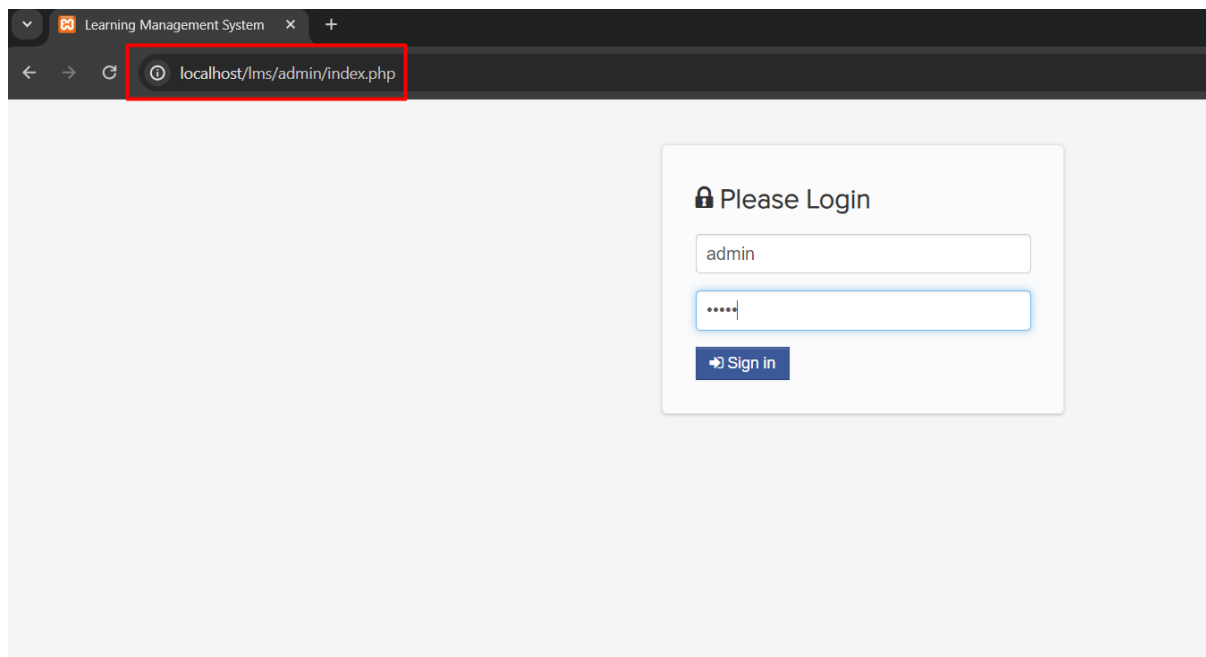 Learning Management System
localhost/lms/admin/index.php
Please Login
admin
•••••
Sign in